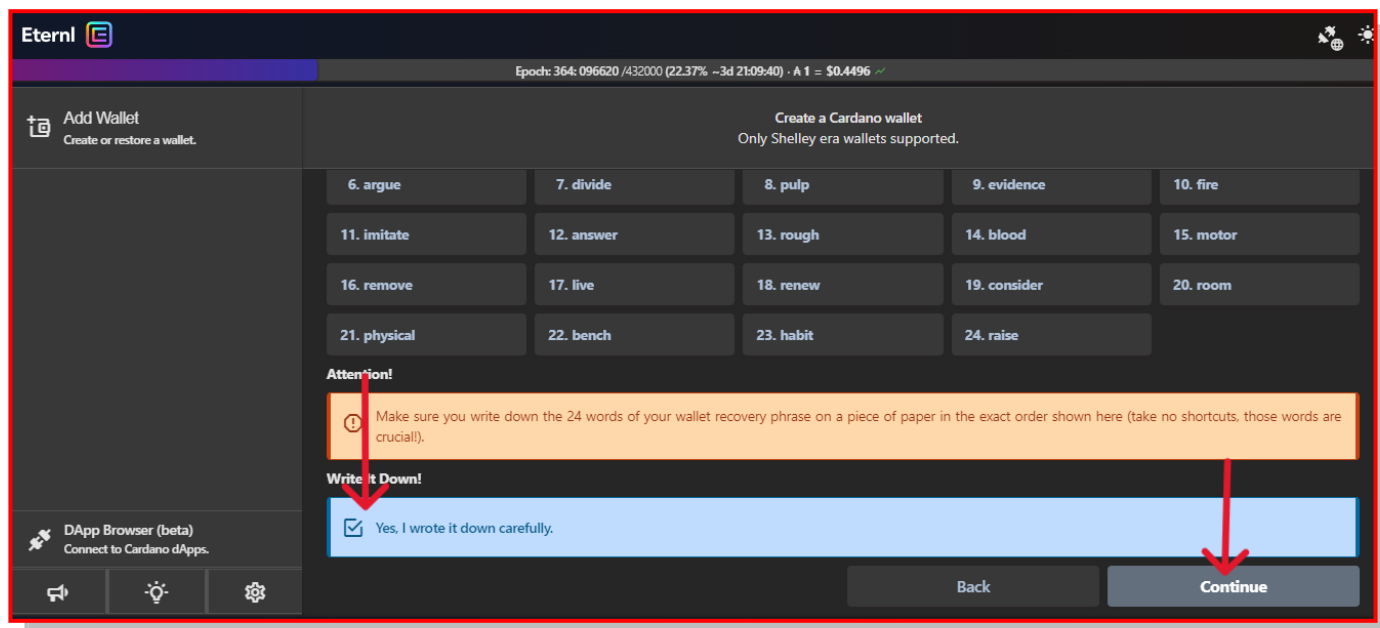 Eternl
Epoch: 364: 096620 /432000 (22.37% ~3d 21:09:40) · ₳ 1 = $0.4496
Add Wallet
Create or restore a wallet.
Create a Cardano wallet
Only Shelley era wallets supported.
6. argue 7. divide 8. pulp 9. evidence 10. fire
11. imitate 12. answer 13. rough 14. blood 15. motor
16. remove 17. live 18. renew 19. consider 20. room
21. physical 22. bench 23. habit 24. raise
Attention!
Make sure you write down the 24 words of your wallet recovery phrase on a piece of paper in the exact order shown here (take no shortcuts, those words are
crucial!).
Write It Down!
Yes, I wrote it down carefully.
DApp Browser (beta)
Connect to Cardano dApps.
Back Continue